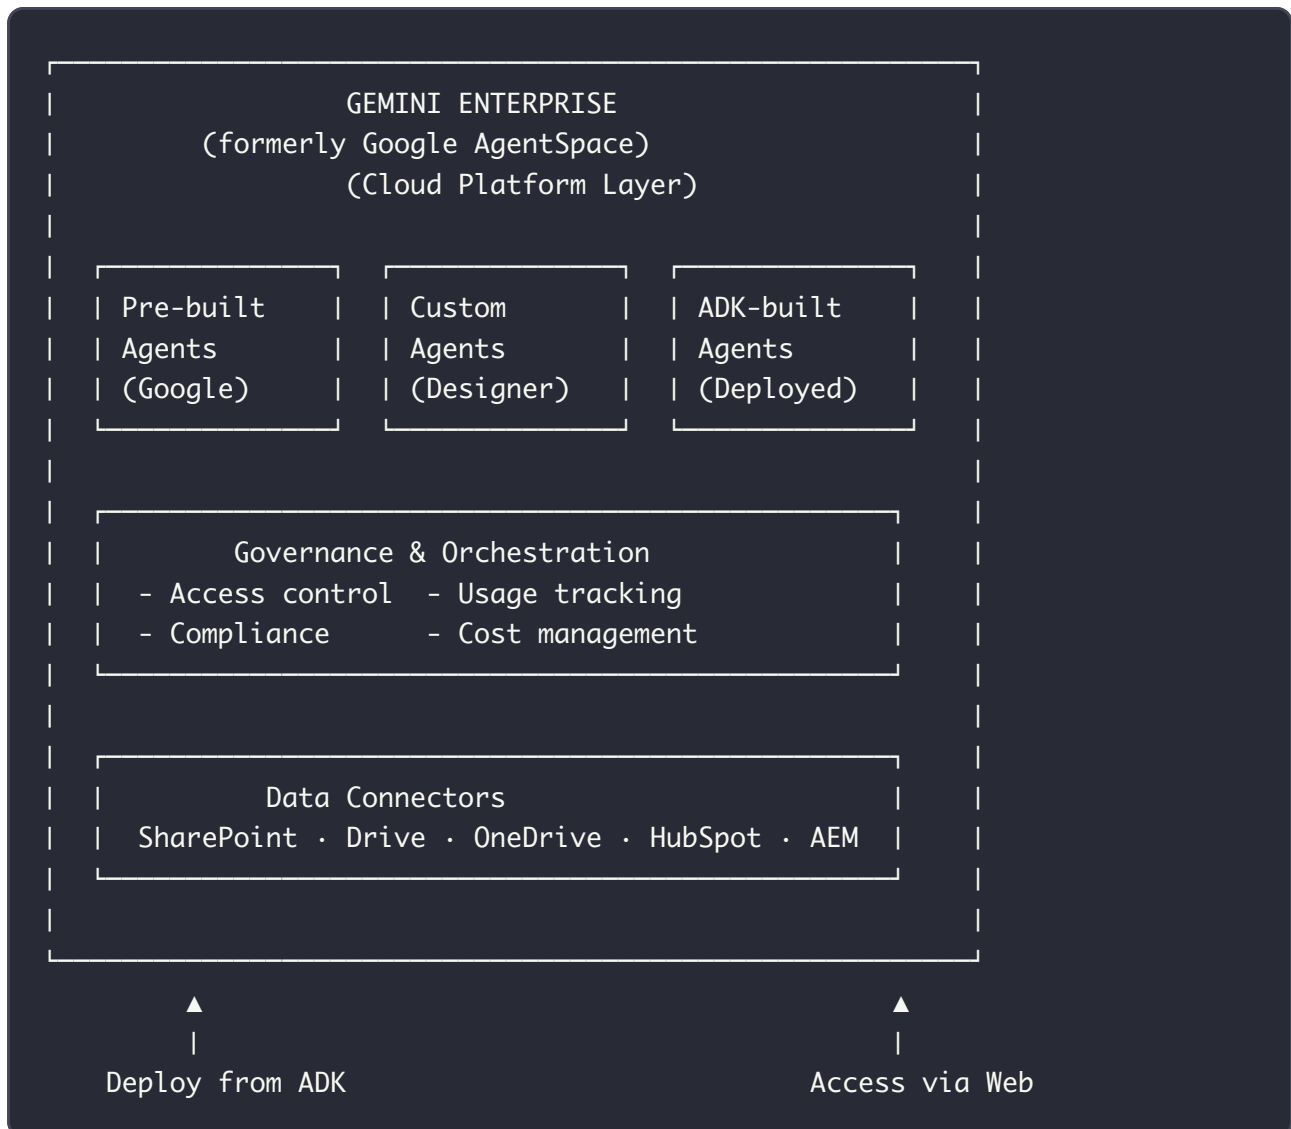 GEMINI ENTERPRISE
(formerly Google AgentSpace)
(Cloud Platform Layer)
Pre-built
Agents
(Google)
Custom
Agents
(Designer)
ADK-built
Agents
(Deployed)
Governance & Orchestration
- Access control - Usage tracking
- Compliance - Cost management
Data Connectors
SharePoint · Drive · OneDrive · HubSpot · AEM
Deploy from ADK
Access via Web